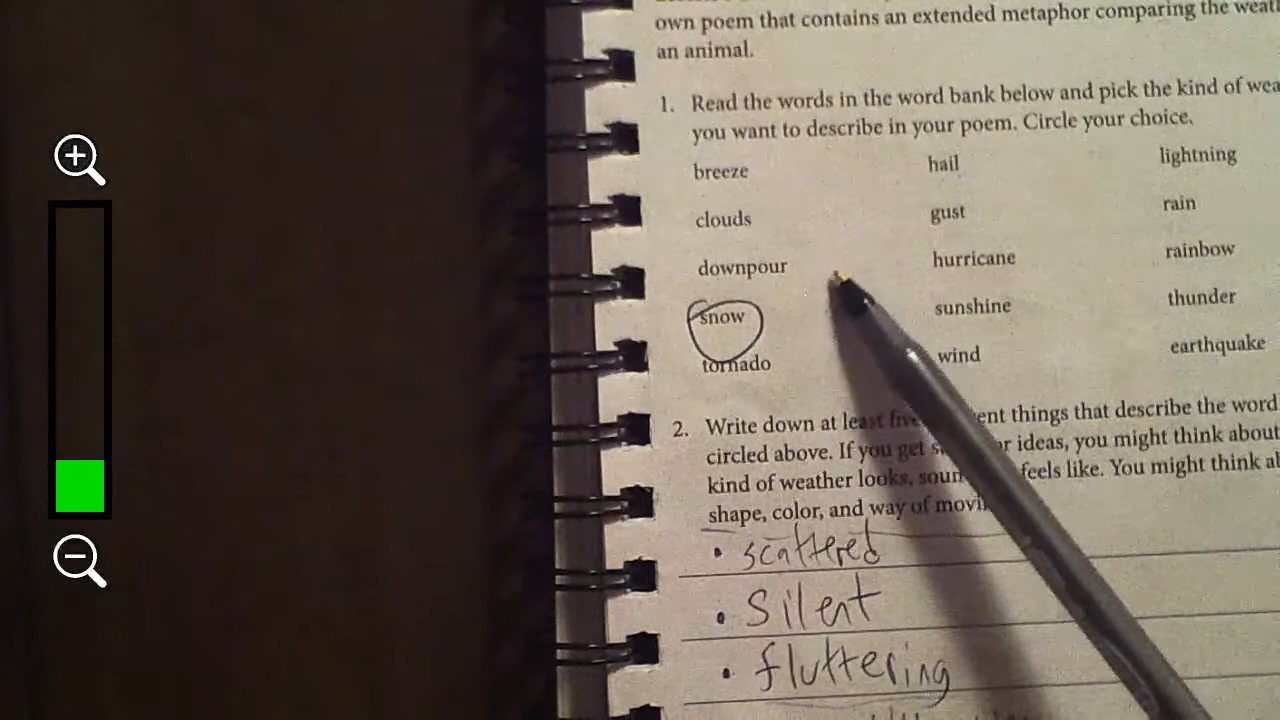 own poem that contains an extended metaphor comparing the
an animal.
1. Read the words in the word bank below and pick the kind of
you want to describe in your poem. Circle your choice.
breeze hail lightning
clouds gust rain
downpour hurricane rainbow
snow sunshine thunder
tornado wind earthquake
2. Write down at least things that describe the word
circled above. If you get ideas, you might think about
kind of weather looks, feels like. You might think
shape, color, and way of
• scattered
• silent
• fluttering